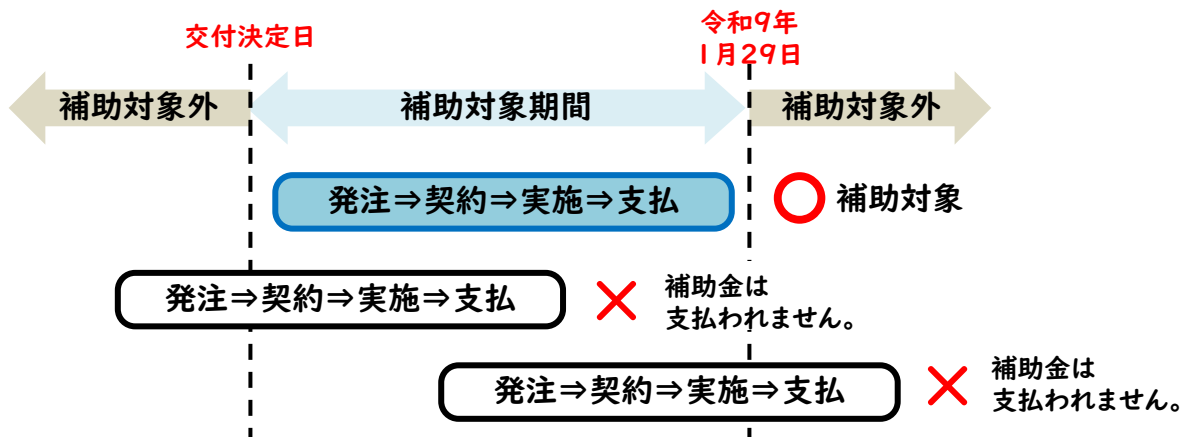 交付決定日
令和9年
1月29日
補助対象外
補助対象期間
補助対象外
発注⇒契約⇒実施⇒支払
補助対象
発注⇒契約⇒実施⇒支払
補助金は
支払われません。
発注⇒契約⇒実施⇒支払
補助金は
支払われません。